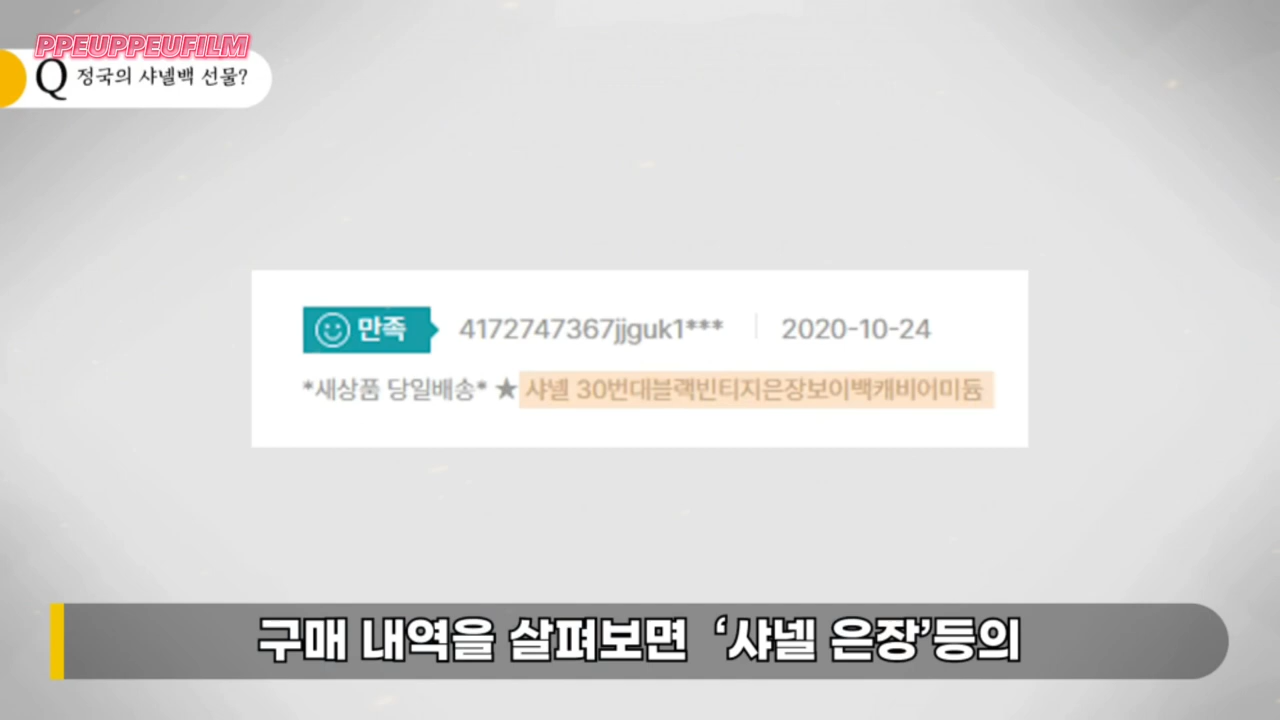 PPEUPPEUFILM
Q 정국의 샤넬백 선물?
만족 4172747367jjguk1*** 2020-10-24
*새상품 당일배송* ★샤넬 30번대블랙빈티지은장보이백캐비어미듐
구매 내역을 살펴보면 ‘샤넬 은장’등의